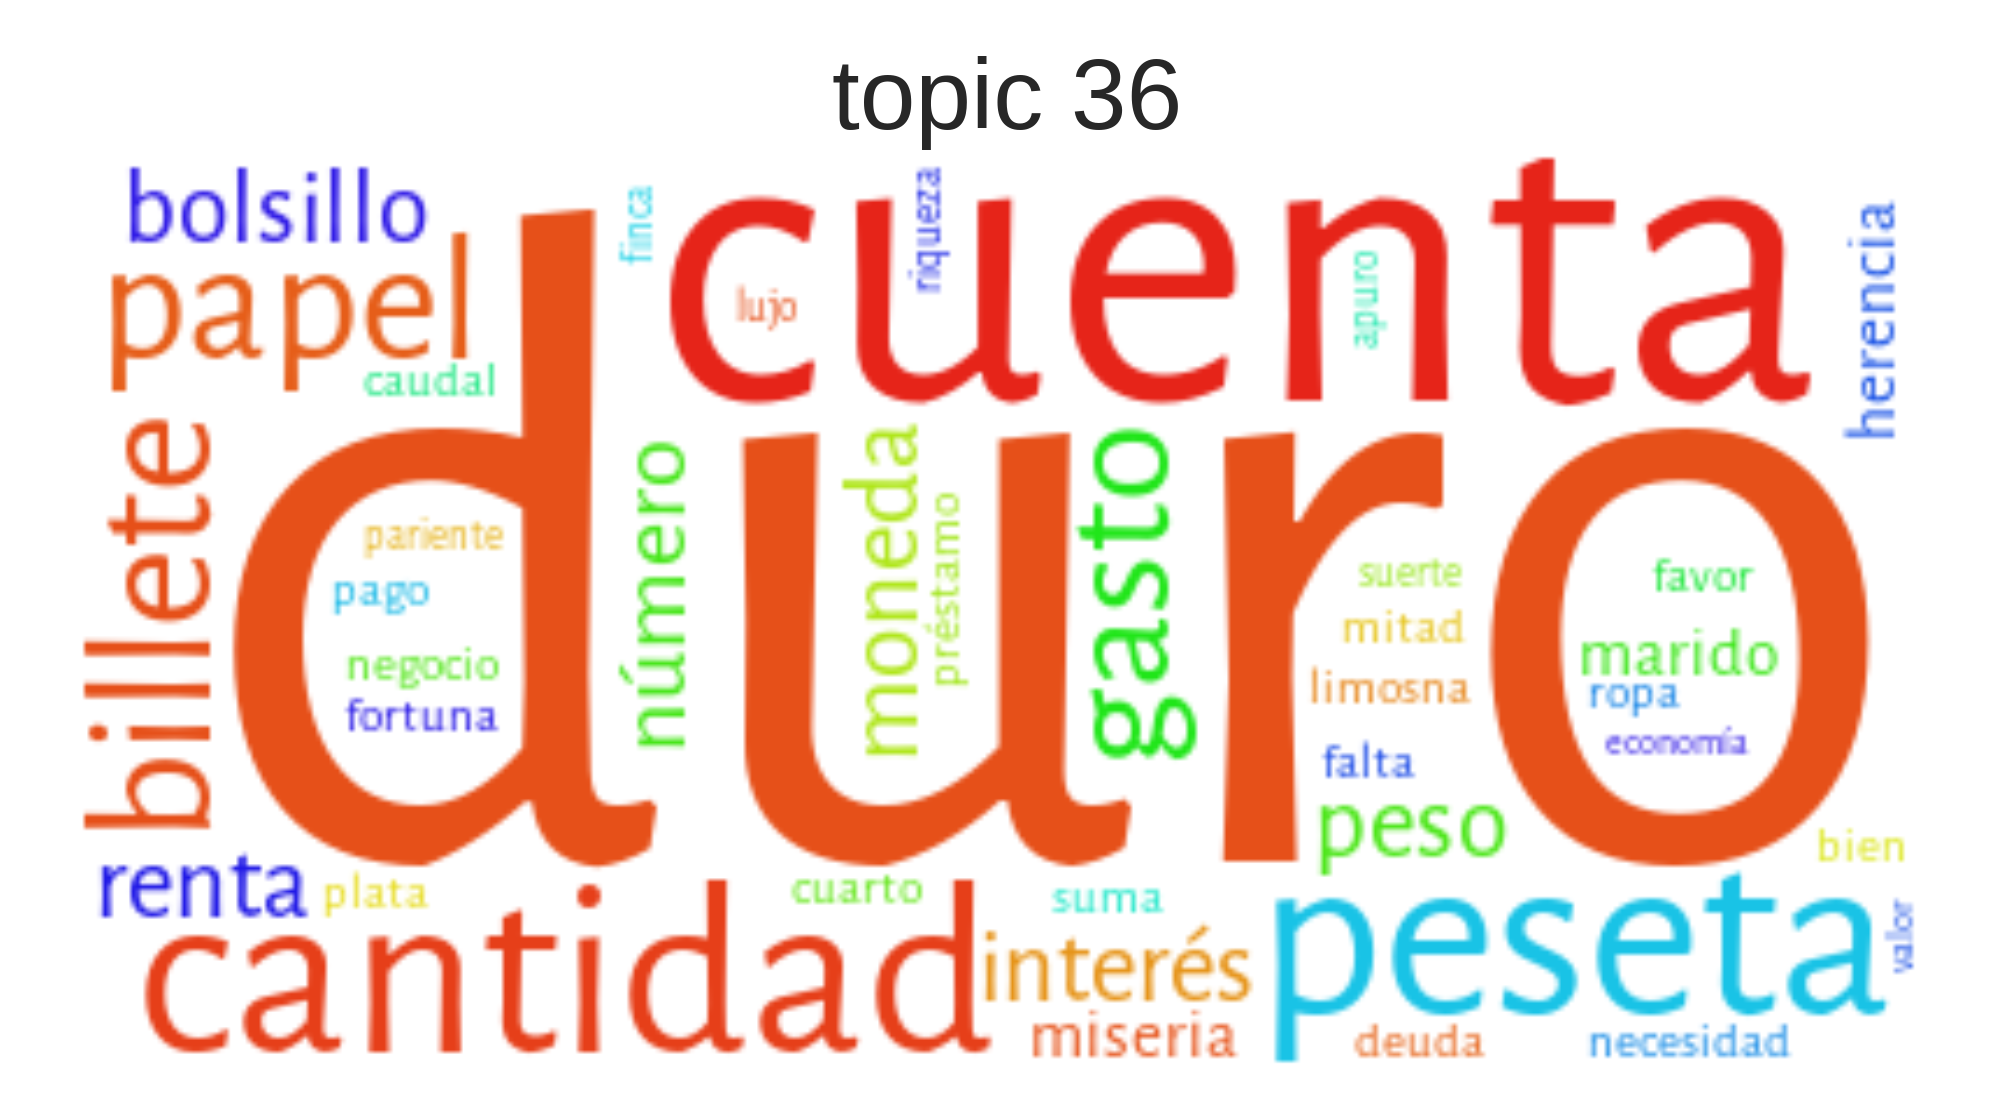 topic 36
bolsillo
finca
cuenta
riqueza
herencia
papel
lujo
apuro
caudal
duro
billete
número
moneda
préstamo
gasto
pariente
pago
negocio
fortuna
suerte
mitad
limosna
falta
peso
favor
marido
ropa
economía
bien
renta
plata
cuarto
suma
cantidad
interés
peseta
valor
miseria
deuda
necesidad